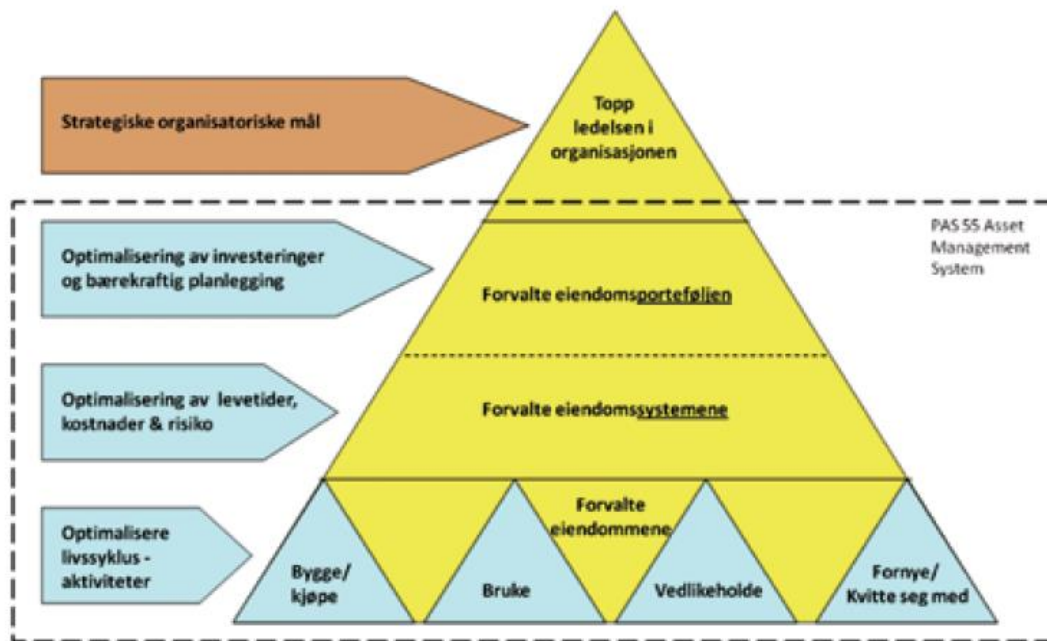 Topp
ledelsen i
organisasjonen
Strategiske organisatoriske mål
PAS 55 Asset
Management
System
Optimalisering av investeringer
og bærekraftig planlegging
Forvalte eiendomsporteføljen
Optimalisering av levetider,
kostnader & risiko
Forvalte eiendomssystemene
Optimalisere
livssyklus -
aktiviteter
Forvalte
eiendommene
Bygge/
kjøpe
Bruke
Vedlikeholde
Fornye/
Kvitte seg med